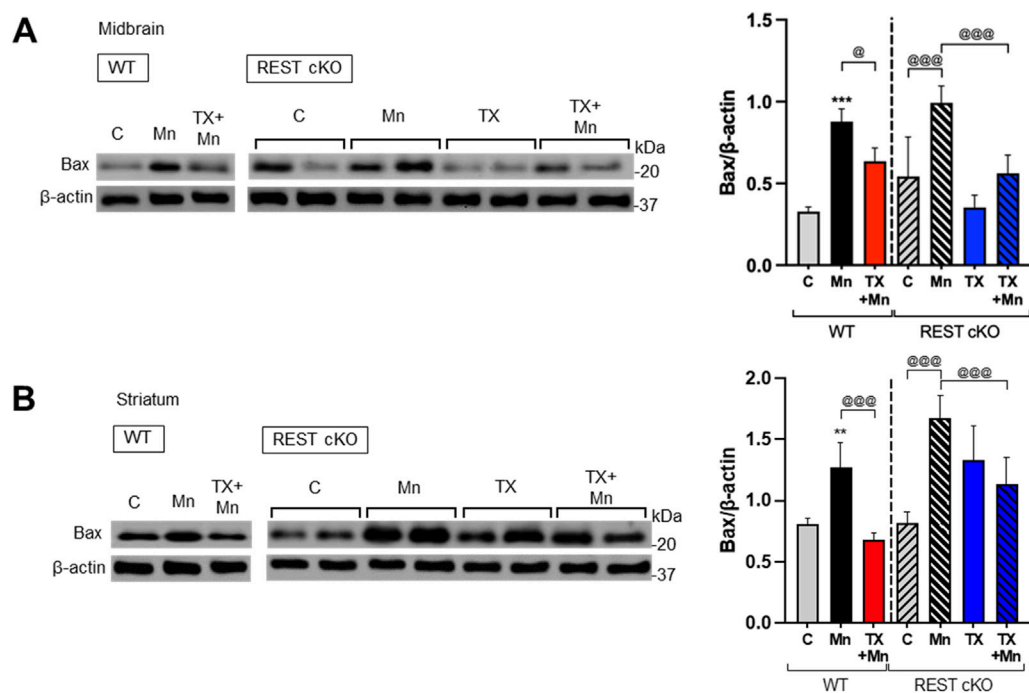 A
Midbrain
WT
REST cKO
C Mn TX+ Mn
C Mn TX TX+ Mn
kDa
Bax
-20
β-actin
-37
1.5
1.0
0.5
0.0
Bax/β-actin
***
@
@@@
@@@
C Mn TX +Mn C Mn TX TX +Mn
WT REST cKO
B
Striatum
WT
REST cKO
C Mn TX+ Mn
C Mn TX TX+ Mn
kDa
Bax
-20
β-actin
-37
2.0
1.5
1.0
0.5
0.0
Bax/β-actin
**
@@@
@@@
@@@
C Mn TX +Mn C Mn TX TX +Mn
WT REST cKO